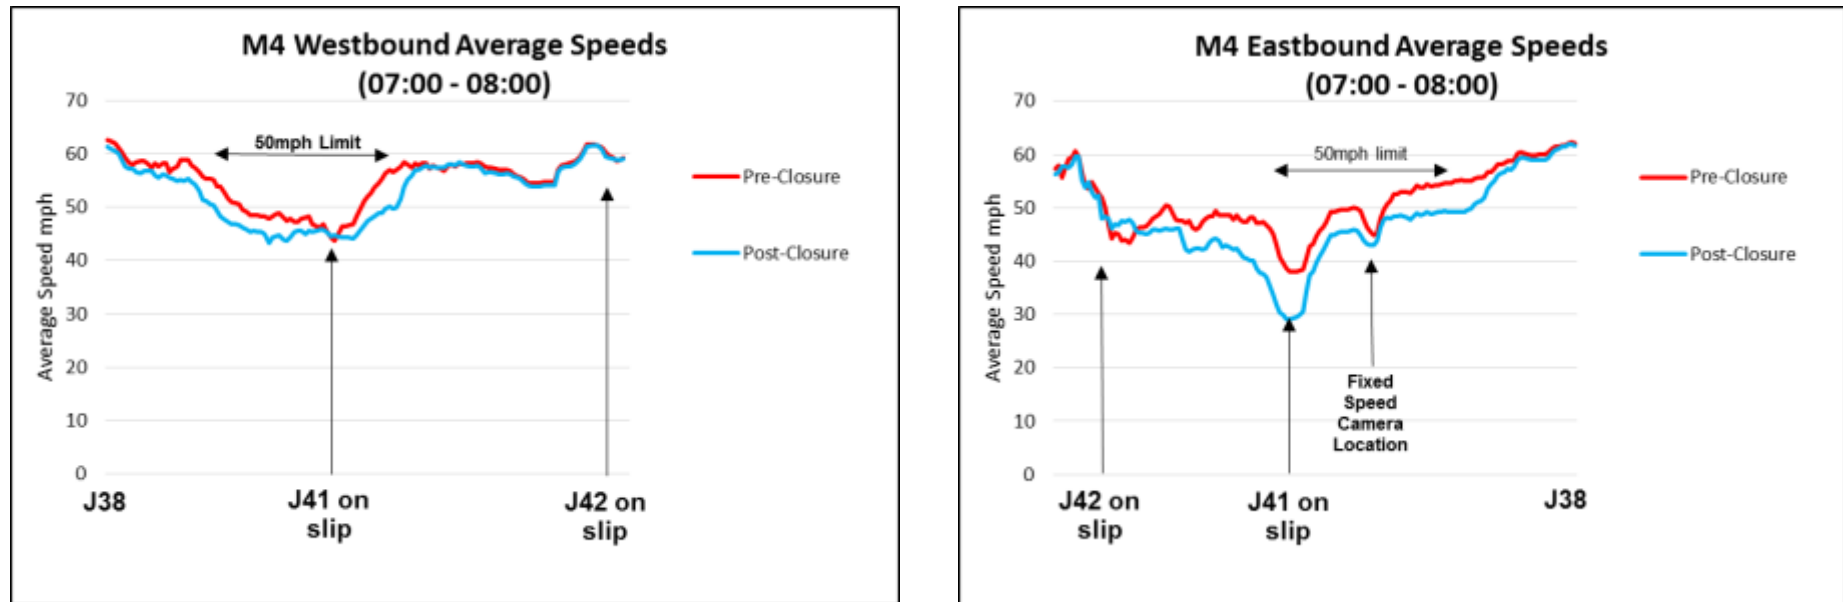 M4 Westbound Average Speeds
(07:00 - 08:00)
70
60
50
40
30
20
10
0
Average Speed mph
50mph Limit
Pre-Closure
Post-Closure
J38
J41 on
slip
J42 on
slip
M4 Eastbound Average Speeds
(07:00 - 08:00)
70
60
50
40
30
20
10
0
Average Speed mph
50mph limit
Pre-Closure
Post-Closure
Fixed
Speed
Camera
Location
J42 on
slip
J41 on
slip
J38